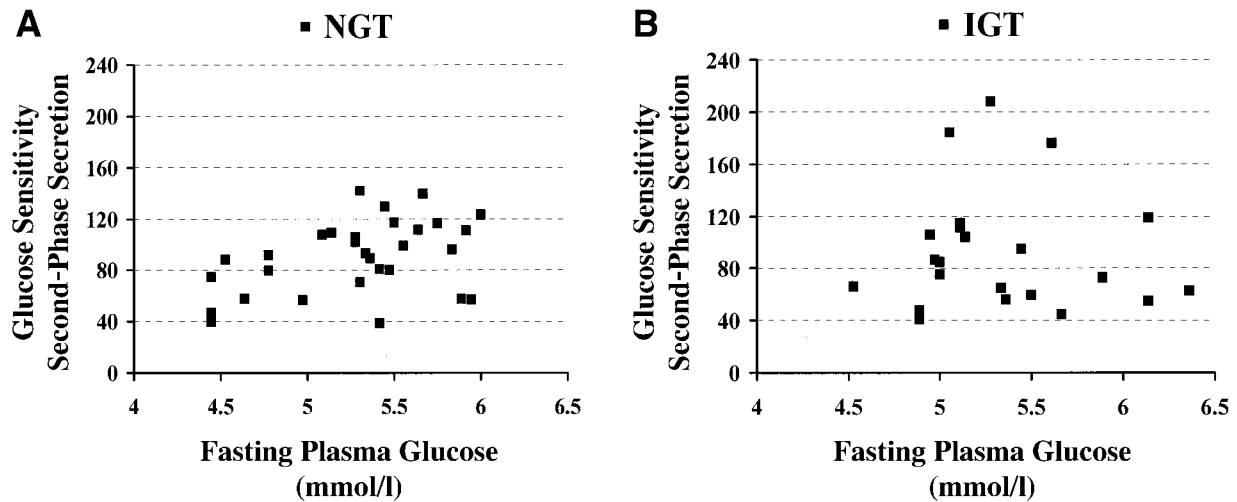 A
■ NGT
Glucose Sensitivity
Second-Phase Secretion
240
200
160
120
80
40
0
4 4.5 5 5.5 6 6.5
Fasting Plasma Glucose
(mmol/l)
B
■ IGT
Glucose Sensitivity
Second-Phase Secretion
240
200
160
120
80
40
0
4 4.5 5 5.5 6 6.5
Fasting Plasma Glucose
(mmol/l)